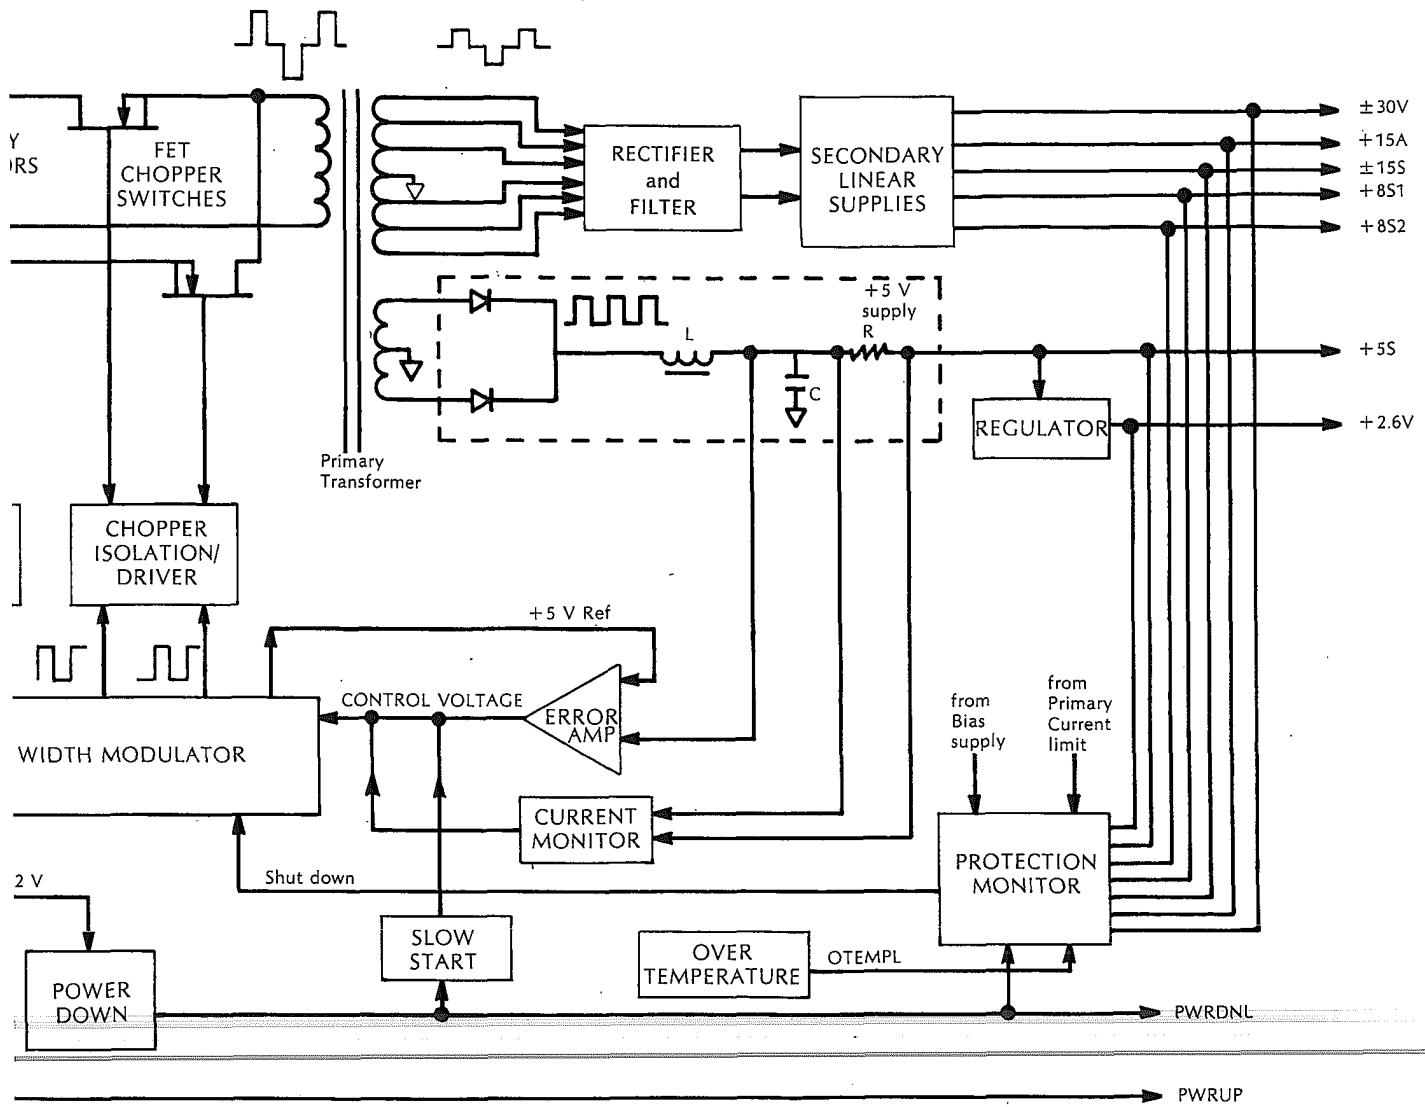 Y
ORS
FET
CHOPPER
SWITCHES
RECTIFIER
and
FILTER
SECONDARY
LINEAR
SUPPLIES
±30V
+15A
±15S
+8S1
+8S2
+5 V
supply
R
L
C
+5S
REGULATOR
+2.6V
Primary
Transformer
CHOPPER
ISOLATION/
DRIVER
+5 V Ref
CONTROL VOLTAGE
ERROR
AMP
WIDTH MODULATOR
from
Bias
supply
from
Primary
Current
limit
CURRENT
MONITOR
PROTECTION
MONITOR
2 V
Shut down
SLOW
START
OVER
TEMPERATURE
OTEMPL
POWER
DOWN
PWRDNL
PWRUP